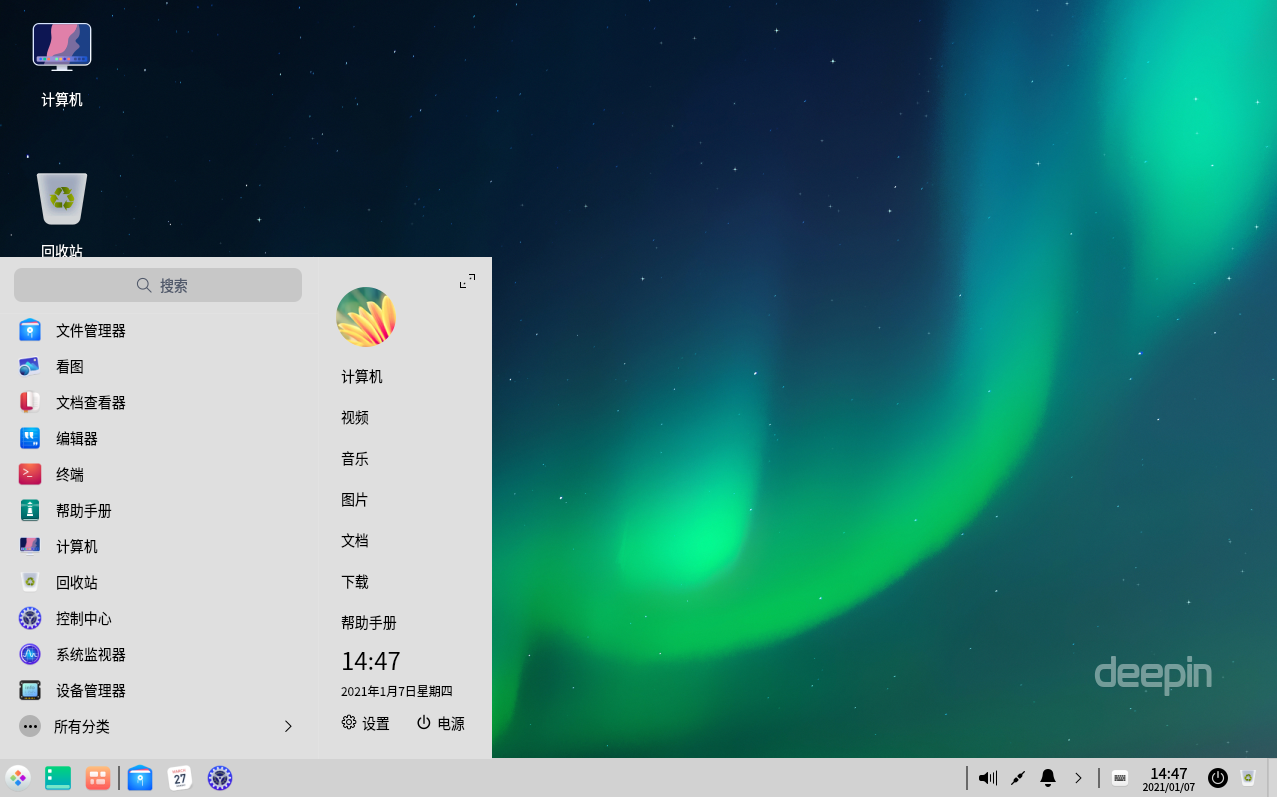 计算机
回收站
搜索
文件管理器
看图
文档查看器
编辑器
终端
帮助手册
计算机
回收站
控制中心
系统监视器
设备管理器
所有分类
计算机
视频
音乐
图片
文档
下载
帮助手册
14:47
2021年1月7日星期四
设置 电源
deepin
27
14:47
2021/01/07